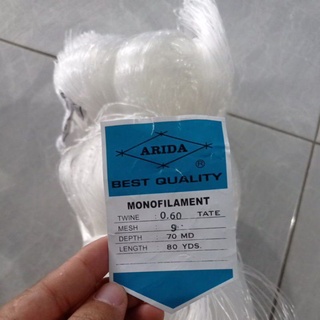 ARIDA
®
BEST QUALITY
MONOFILAMENT
TWINE 0.60 TATE
MESH 9
DEPTH 70 MD
LENGTH 80 YDS.